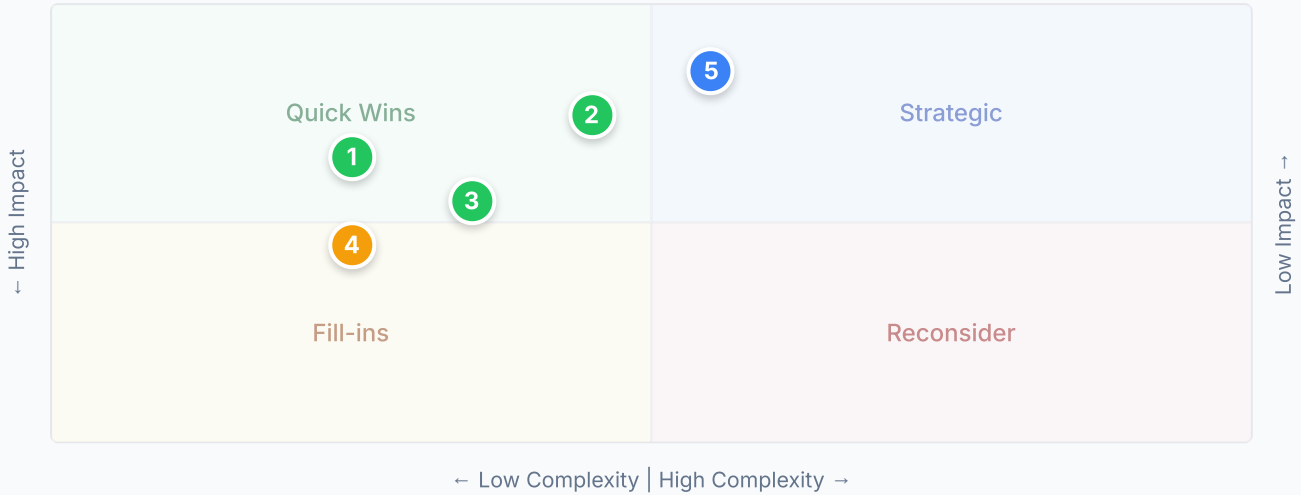 5
2
Quick Wins
Strategic
1
3
4
← High Impact
Low Impact →
Fill-ins
Reconsider
← Low Complexity | High Complexity →